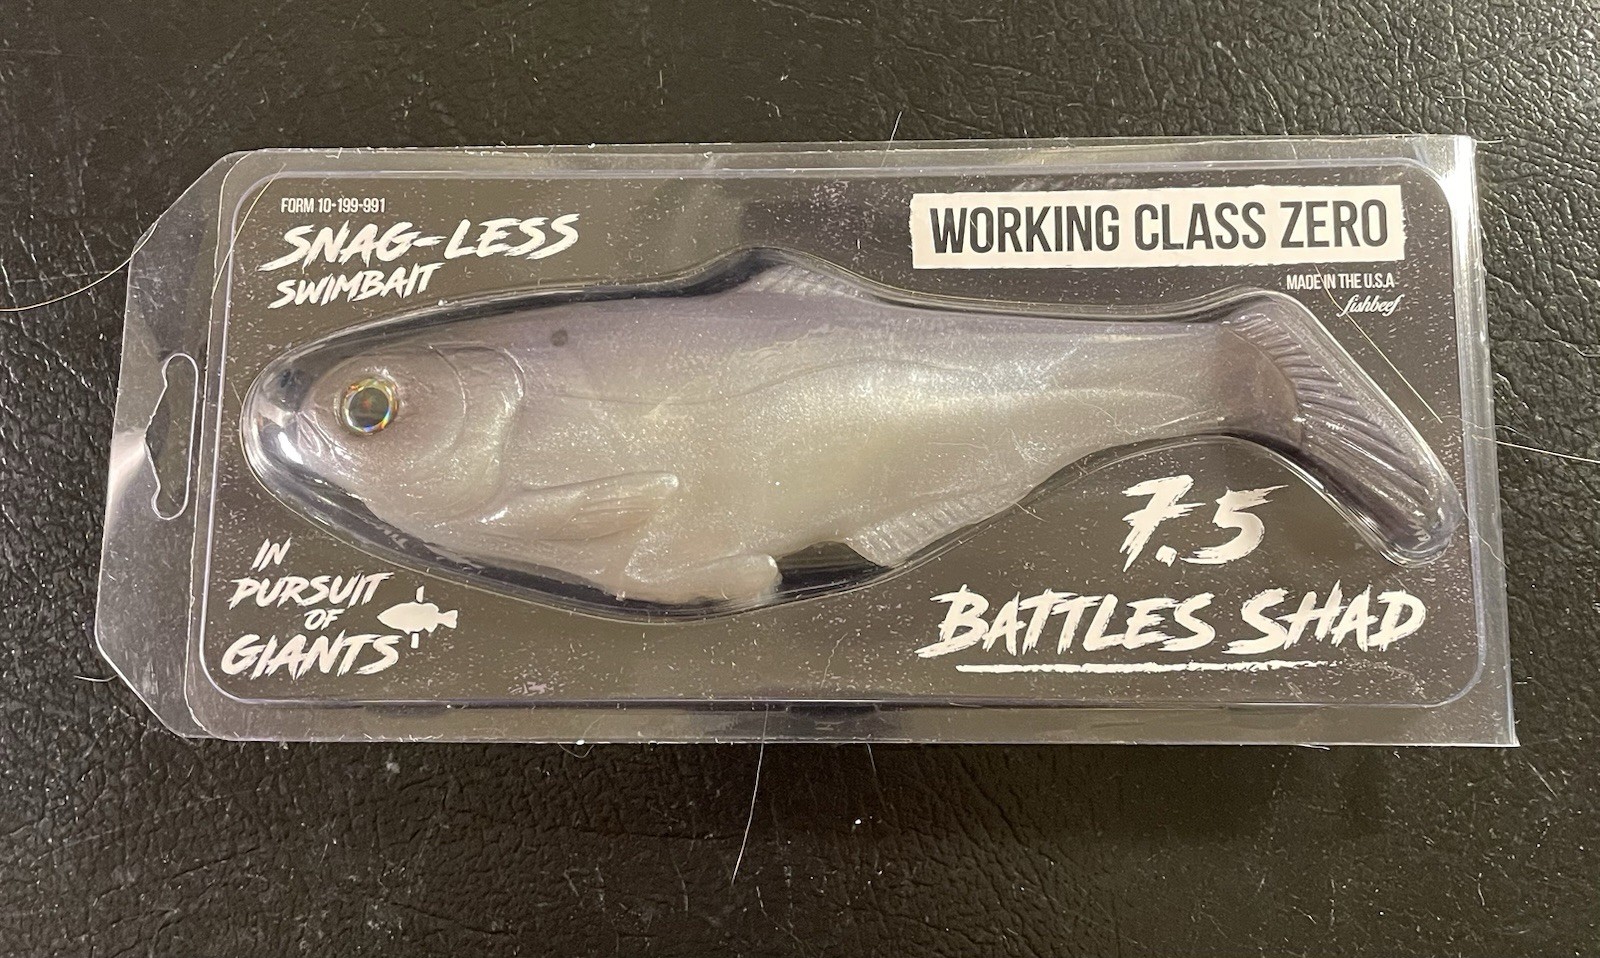 FORM 10-199-991
SNAG-LESS
SWIMBAIT
WORKING CLASS ZERO
MADE IN THE U.S.A
fishbeef
IN
PURSUIT
OF
GIANTS
7.5
BATTLES SHAD